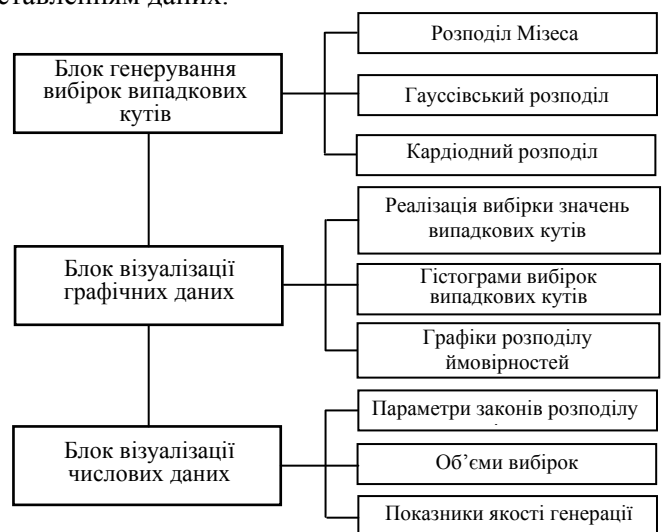 Блок генерування
вибірок випадкових
кутів
Розподіл Мізеса
Гауссівський розподіл
Кардіодний розподіл
Блок візуалізації
графічних даних
Реалізація вибірки значень
випадкових кутів
Гістограми вибірок
випадкових кутів
Графіки розподілу
ймовірностей
Блок візуалізації
числових даних
Параметри законів розподілу
Об’єми вибірок
Показники якості генерації